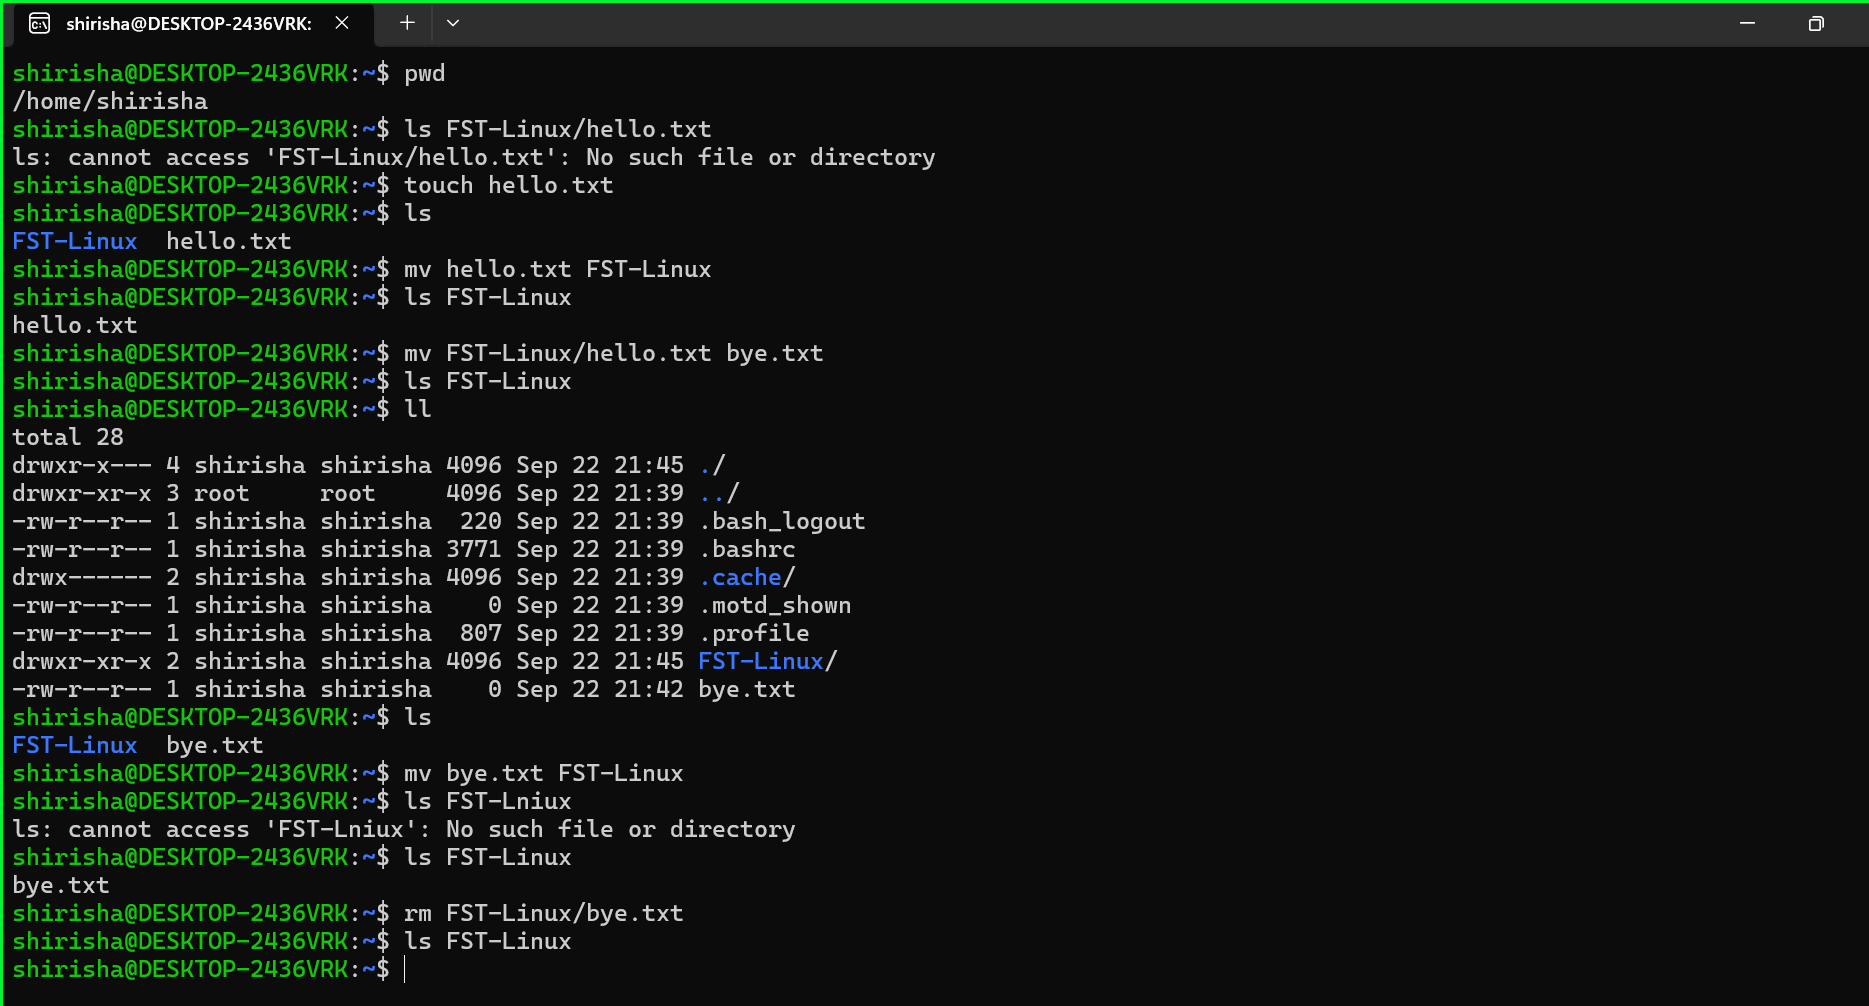 shirisha@DESKTOP-2436VRK:
shirisha@DESKTOP-2436VRK:~$ pwd
/home/shirisha
shirisha@DESKTOP-2436VRK:~$ ls FST-Linux/hello.txt
ls: cannot access 'FST-Linux/hello.txt': No such file or directory
shirisha@DESKTOP-2436VRK:~$ touch hello.txt
shirisha@DESKTOP-2436VRK:~$ ls
FST-Linux  hello.txt
shirisha@DESKTOP-2436VRK:~$ mv hello.txt FST-Linux
shirisha@DESKTOP-2436VRK:~$ ls FST-Linux
hello.txt
shirisha@DESKTOP-2436VRK:~$ mv FST-Linux/hello.txt bye.txt
shirisha@DESKTOP-2436VRK:~$ ls FST-Linux
shirisha@DESKTOP-2436VRK:~$ ll
total 28
drwxr-x--- 4 shirisha shirisha 4096 Sep 22 21:45 ./
drwxr-xr-x 3 root     root     4096 Sep 22 21:39 ../
-rw-r--r-- 1 shirisha shirisha  220 Sep 22 21:39 .bash_logout
-rw-r--r-- 1 shirisha shirisha 3771 Sep 22 21:39 .bashrc
drwx------ 2 shirisha shirisha 4096 Sep 22 21:39 .cache/
-rw-r--r-- 1 shirisha shirisha    0 Sep 22 21:39 .motd_shown
-rw-r--r-- 1 shirisha shirisha  807 Sep 22 21:39 .profile
drwxr-xr-x 2 shirisha shirisha 4096 Sep 22 21:45 FST-Linux/
-rw-r--r-- 1 shirisha shirisha    0 Sep 22 21:42 bye.txt
shirisha@DESKTOP-2436VRK:~$ ls
FST-Linux  bye.txt
shirisha@DESKTOP-2436VRK:~$ mv bye.txt FST-Linux
shirisha@DESKTOP-2436VRK:~$ ls FST-Lniux
ls: cannot access 'FST-Lniux': No such file or directory
shirisha@DESKTOP-2436VRK:~$ ls FST-Linux
bye.txt
shirisha@DESKTOP-2436VRK:~$ rm FST-Linux/bye.txt
shirisha@DESKTOP-2436VRK:~$ ls FST-Linux
shirisha@DESKTOP-2436VRK:~$